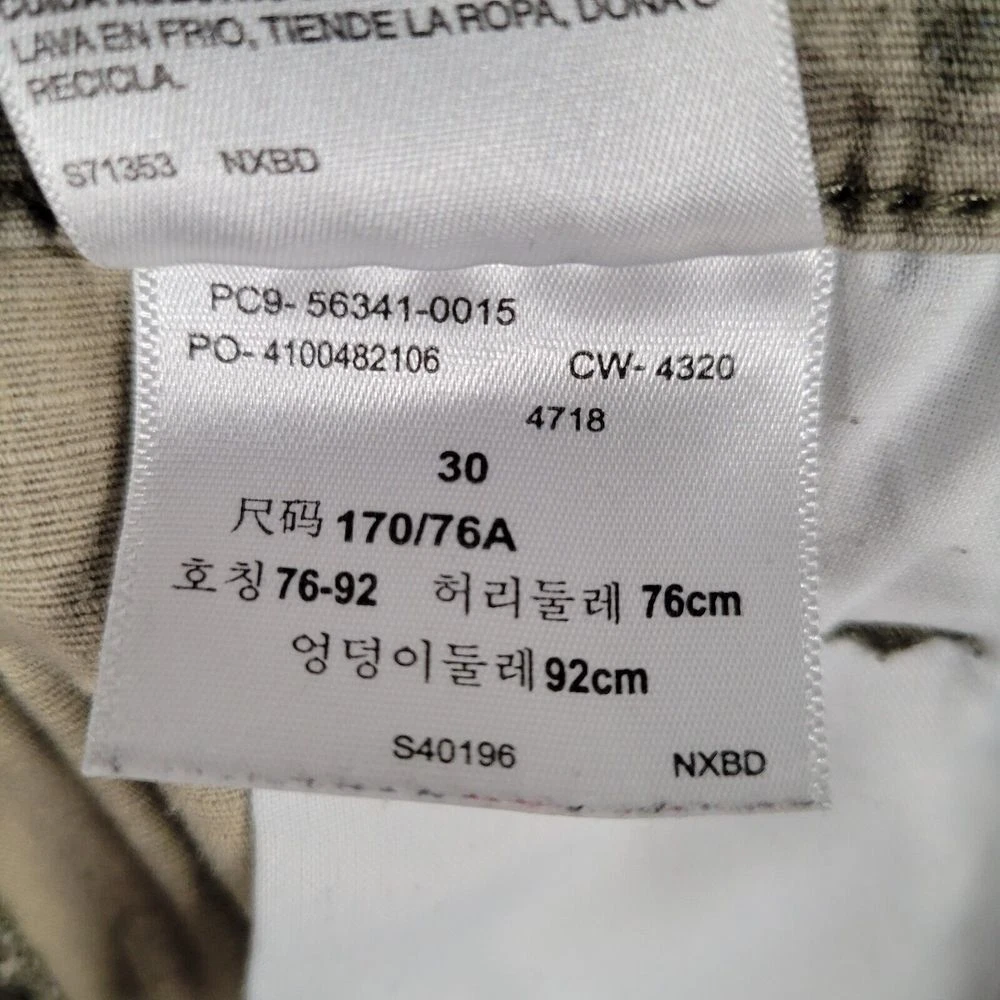 LAVA EN FRIO, TIENDE LA ROPA, DONA O
RECICLA.
S71353 NXBD
PC9- 56341-0015
PO- 4100482106 CW- 4320
4718
30
尺码 170/76A
호칭 76-92 허리둘레 76cm
엉덩이둘레 92cm
S40196 NXBD